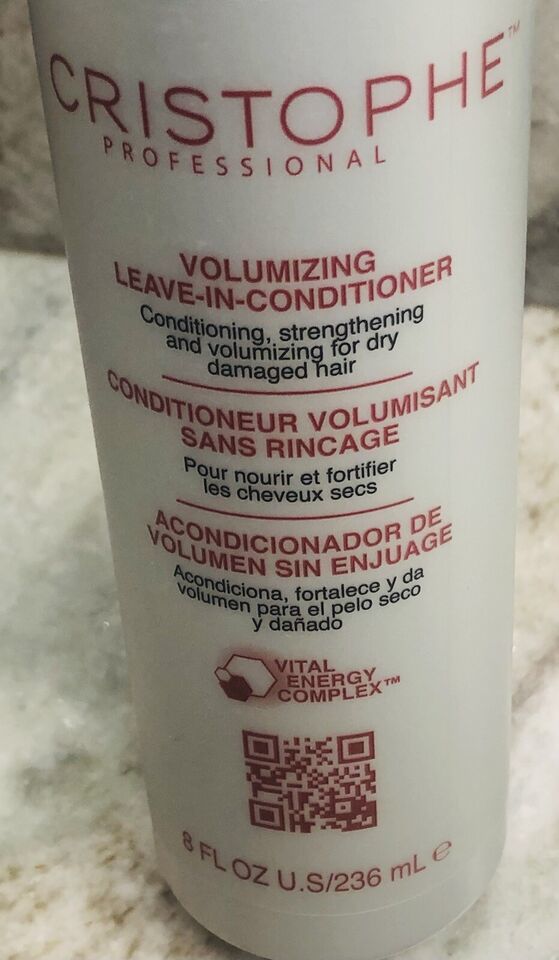 CRISTOPHE™
PROFESSIONAL
VOLUMIZING
LEAVE-IN-CONDITIONER
Conditioning, strengthening
and volumizing for dry
damaged hair
CONDITIONEUR VOLUMISANT
SANS RINCAGE
Pour nourir et fortifier
les cheveux secs
ACONDICIONADOR DE
VOLUMEN SIN ENJUAGE
Acondiciona, fortalece y da
volumen para el pelo seco
y dañado
VITAL
ENERGY
COMPLEX™
8 FL OZ U.S/236 mL ℮